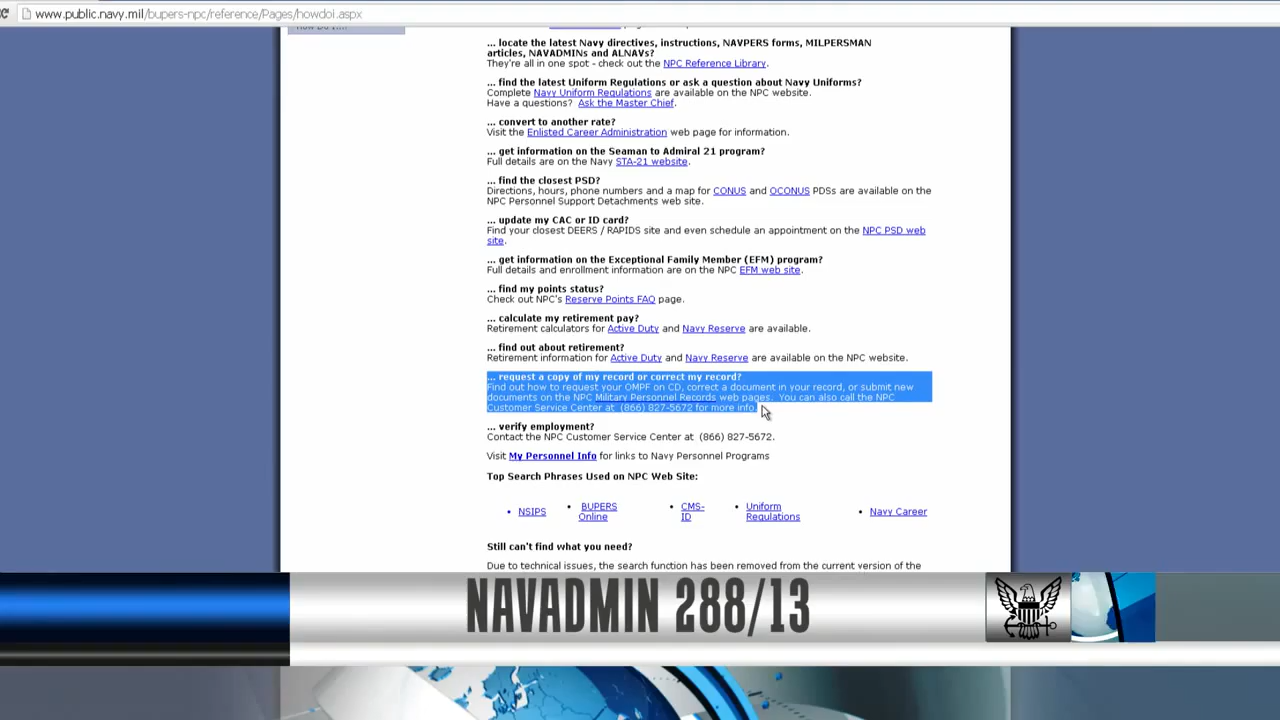 www.public.navy.mil/bupers-npc/reference/Pages/howdoi.aspx
... locate the latest Navy directives, instructions, NAVPERS forms, MILPERSMAN
articles, NAVADMINs and ALNAVs?
They're all in one spot - check out the NPC Reference Library.
... find the latest Uniform Regulations or ask a question about Navy Uniforms?
Complete Navy Uniform Regulations are available on the NPC website.
Have a questions? Ask the Master Chief.
... convert to another rate?
Visit the Enlisted Career Administration web page for information.
... get information on the Seaman to Admiral 21 program?
Full details are on the Navy STA-21 website.
... find the closest PSD?
Directions, hours, phone numbers and a map for CONUS and OCONUS PDSs are available on the
NPC Personnel Support Detachments web site.
... update my CAC or ID card?
Find your closest DEERS / RAPIDS site and even schedule an appointment on the NPC PSD web
site.
... get information on the Exceptional Family Member (EFM) program?
Full details and enrollment information are on the NPC EFM web site.
... find my points status?
Check out NPC's Reserve Points FAQ page.
... calculate my retirement pay?
Retirement calculators for Active Duty and Navy Reserve are available.
... find out about retirement?
Retirement information for Active Duty and Navy Reserve are available on the NPC website.
... request a copy of my record or correct my record?
Find out how to request your OMPF on CD, correct a document in your record, or submit new
documents on the NPC Military Personnel Records web pages. You can also call the NPC
Customer Service Center at (866) 827-5672 for more info.
... verify employment?
Contact the NPC Customer Service Center at (866) 827-5672.
Visit My Personnel Info for links to Navy Personnel Programs
Top Search Phrases Used on NPC Web Site:
• NSIPS • BUPERS Online • CMS-ID • Uniform Regulations • Navy Career
Still can't find what you need?
Due to technical issues, the search function has been removed from the current version of the
NAVADMIN 288/13